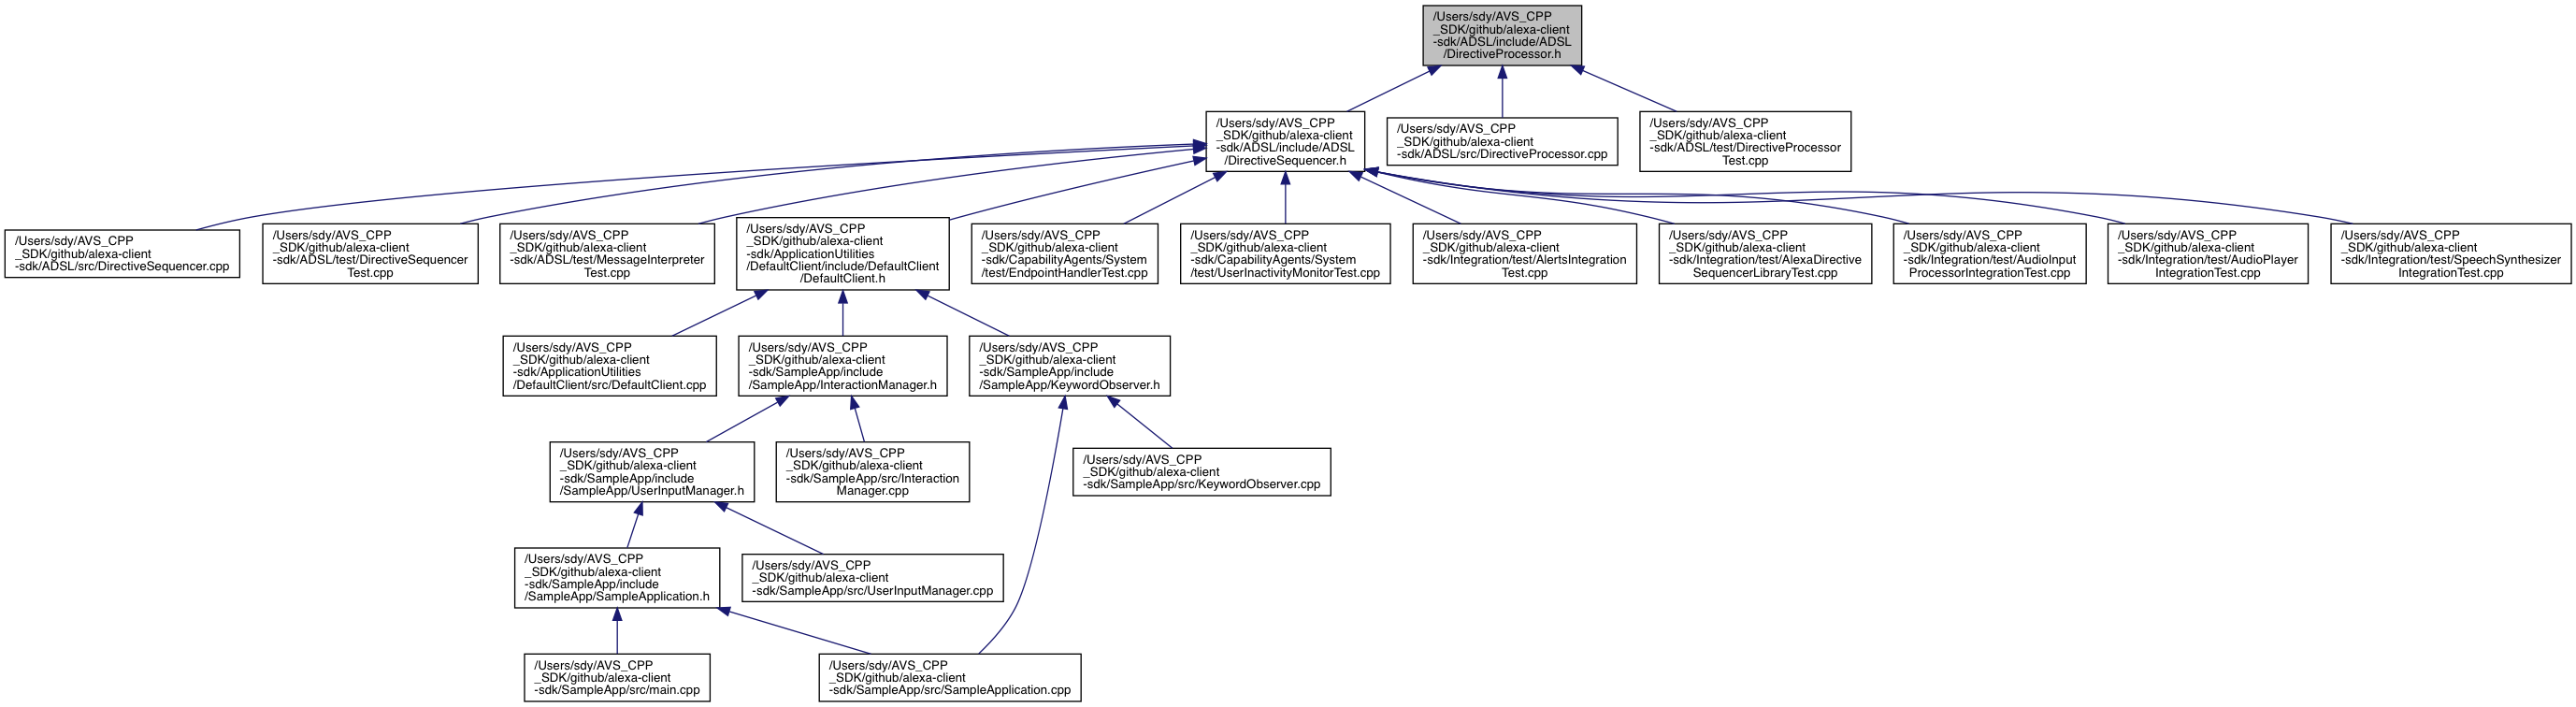 /Users/sdy/AVS_CPP
_SDK/github/alexa-client
-sdk/ADSL/include/ADSL
/DirectiveProcessor.h
/Users/sdy/AVS_CPP
_SDK/github/alexa-client
-sdk/ADSL/include/ADSL
/DirectiveSequencer.h
/Users/sdy/AVS_CPP
_SDK/github/alexa-client
-sdk/ADSL/src/DirectiveProcessor.cpp
/Users/sdy/AVS_CPP
_SDK/github/alexa-client
-sdk/ADSL/test/DirectiveProcessor
Test.cpp
/Users/sdy/AVS_CPP
_SDK/github/alexa-client
-sdk/ADSL/src/DirectiveSequencer.cpp
/Users/sdy/AVS_CPP
_SDK/github/alexa-client
-sdk/ADSL/test/DirectiveSequencer
Test.cpp
/Users/sdy/AVS_CPP
_SDK/github/alexa-client
-sdk/ADSL/test/MessageInterpreter
Test.cpp
/Users/sdy/AVS_CPP
_SDK/github/alexa-client
-sdk/ApplicationUtilities
/DefaultClient/include/DefaultClient
/DefaultClient.h
/Users/sdy/AVS_CPP
_SDK/github/alexa-client
-sdk/CapabilityAgents/System
/test/EndpointHandlerTest.cpp
/Users/sdy/AVS_CPP
_SDK/github/alexa-client
-sdk/CapabilityAgents/System
/test/UserInactivityMonitorTest.cpp
/Users/sdy/AVS_CPP
_SDK/github/alexa-client
-sdk/Integration/test/AlertsIntegration
Test.cpp
/Users/sdy/AVS_CPP
_SDK/github/alexa-client
-sdk/Integration/test/AlexaDirective
SequencerLibraryTest.cpp
/Users/sdy/AVS_CPP
_SDK/github/alexa-client
-sdk/Integration/test/AudioInput
ProcessorIntegrationTest.cpp
/Users/sdy/AVS_CPP
_SDK/github/alexa-client
-sdk/Integration/test/AudioPlayer
IntegrationTest.cpp
/Users/sdy/AVS_CPP
_SDK/github/alexa-client
-sdk/Integration/test/SpeechSynthesizer
IntegrationTest.cpp
/Users/sdy/AVS_CPP
_SDK/github/alexa-client
-sdk/ApplicationUtilities
/DefaultClient/src/DefaultClient.cpp
/Users/sdy/AVS_CPP
_SDK/github/alexa-client
-sdk/SampleApp/include
/SampleApp/InteractionManager.h
/Users/sdy/AVS_CPP
_SDK/github/alexa-client
-sdk/SampleApp/include
/SampleApp/KeywordObserver.h
/Users/sdy/AVS_CPP
_SDK/github/alexa-client
-sdk/SampleApp/include
/SampleApp/UserInputManager.h
/Users/sdy/AVS_CPP
_SDK/github/alexa-client
-sdk/SampleApp/src/Interaction
Manager.cpp
/Users/sdy/AVS_CPP
_SDK/github/alexa-client
-sdk/SampleApp/src/KeywordObserver.cpp
/Users/sdy/AVS_CPP
_SDK/github/alexa-client
-sdk/SampleApp/include
/SampleApp/SampleApplication.h
/Users/sdy/AVS_CPP
_SDK/github/alexa-client
-sdk/SampleApp/src/UserInputManager.cpp
/Users/sdy/AVS_CPP
_SDK/github/alexa-client
-sdk/SampleApp/src/main.cpp
/Users/sdy/AVS_CPP
_SDK/github/alexa-client
-sdk/SampleApp/src/SampleApplication.cpp